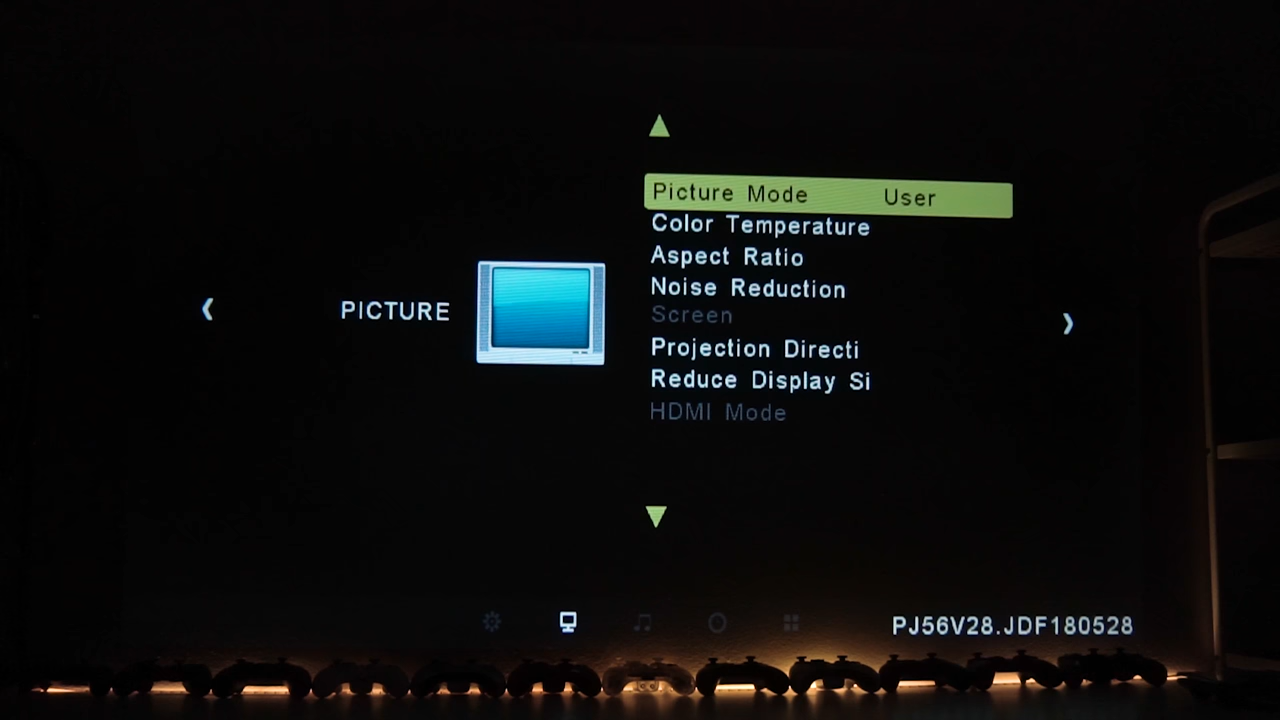 PICTURE
Picture Mode User
Color Temperature
Aspect Ratio
Noise Reduction
Screen
Projection Directi
Reduce Display Si
HDMI Mode
PJ56V28.JDF180528